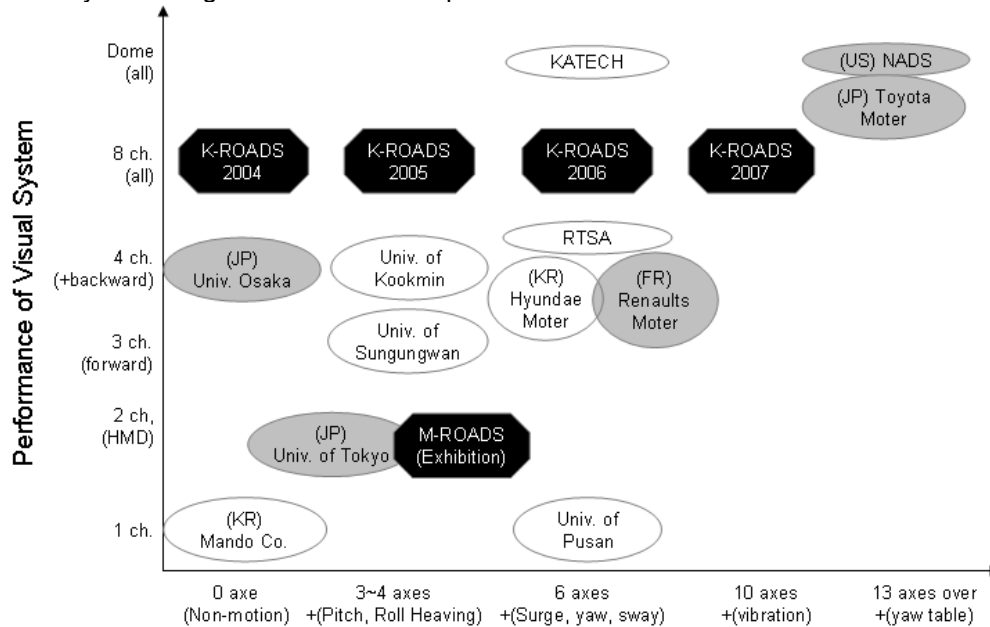 Dome
(all)
KATECH
(US) NADS
(JP) Toyota
Moter
8 ch.
(all)
K-ROADS
2004
K-ROADS
2005
K-ROADS
2006
K-ROADS
2007
RTSA
4 ch.
(+backward)
(JP)
Univ. Osaka
Univ. of
Kookmin
(KR)
Hyundae
Moter
(FR)
Renaults
Moter
3 ch.
(forward)
Univ. of
Sungungwan
2 ch,
(HMD)
(JP)
Univ. of Tokyo
M-ROADS
(Exhibition)
1 ch.
(KR)
Mando Co.
Univ. of
Pusan
Performance of Visual System
0 axe
(Non-motion)
3~4 axes
+(Pitch, Roll Heaving)
6 axes
+(Surge, yaw, sway)
10 axes
+(vibration)
13 axes over
+(yaw table)